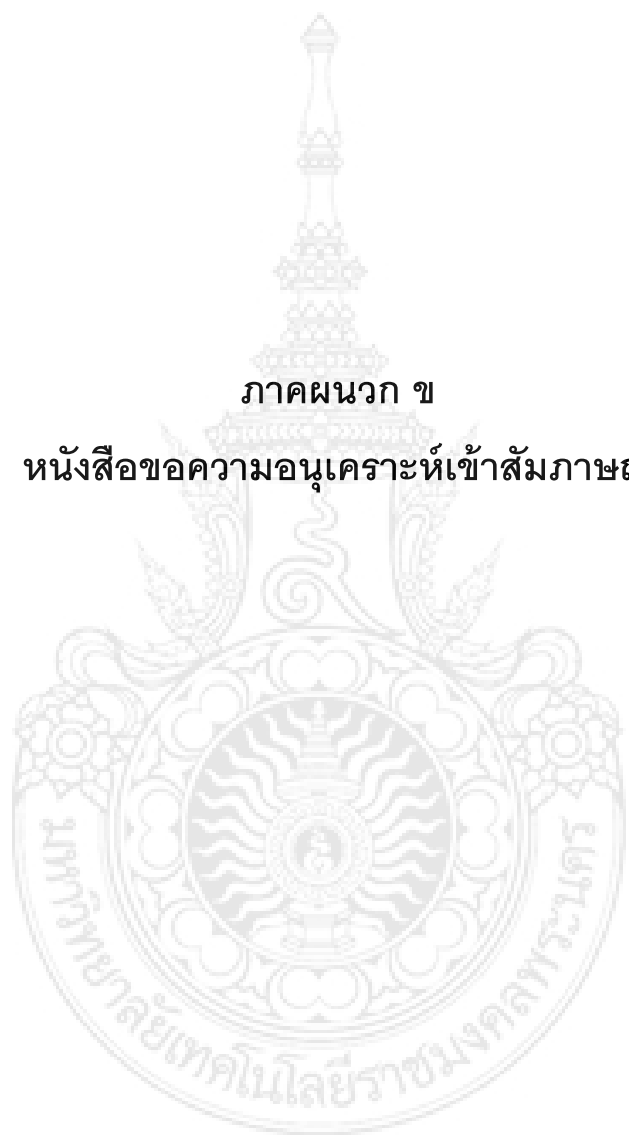 ภาคผนวก ข
หนังสือขอความอนุเคราะห์เข้าสัมภาษณ
มหาวิทยาลัยเทคโนโลยีราชมงคลพระนคร